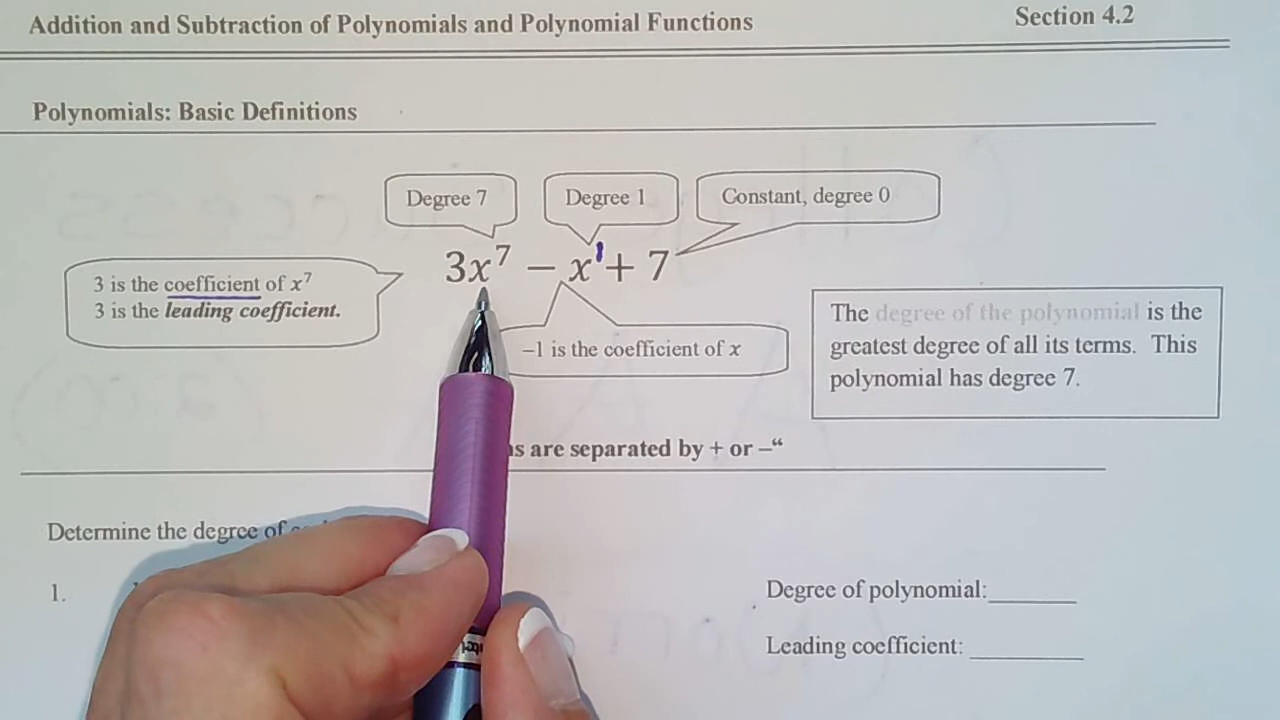 Addition and Subtraction of Polynomials and Polynomial Functions
Section 4.2
Polynomials: Basic Definitions
Degree 7
Degree 1
Constant, degree 0
3x⁷ − x¹ + 7
3 is the coefficient of x⁷
3 is the leading coefficient.
−1 is the coefficient of x
The degree of the polynomial is the
greatest degree of all its terms. This
polynomial has degree 7.
are separated by + or –“
Determine the degree of
1.
Degree of polynomial:______
Leading coefficient: ________